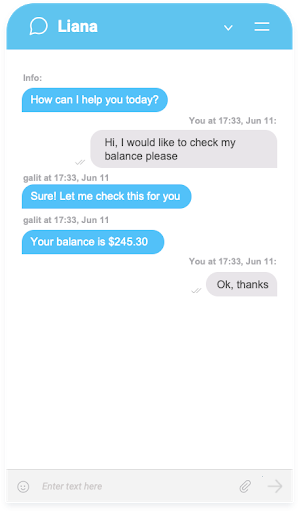 Liana
Info:
How can I help you today?
You at 17:33, Jun 11:
Hi, I would like to check my
balance please
galit at 17:33, Jun 11
Sure! Let me check this for you
galit at 17:33, Jun 11
Your balance is $245.30
You at 17:33, Jun 11:
Ok, thanks
Enter text here